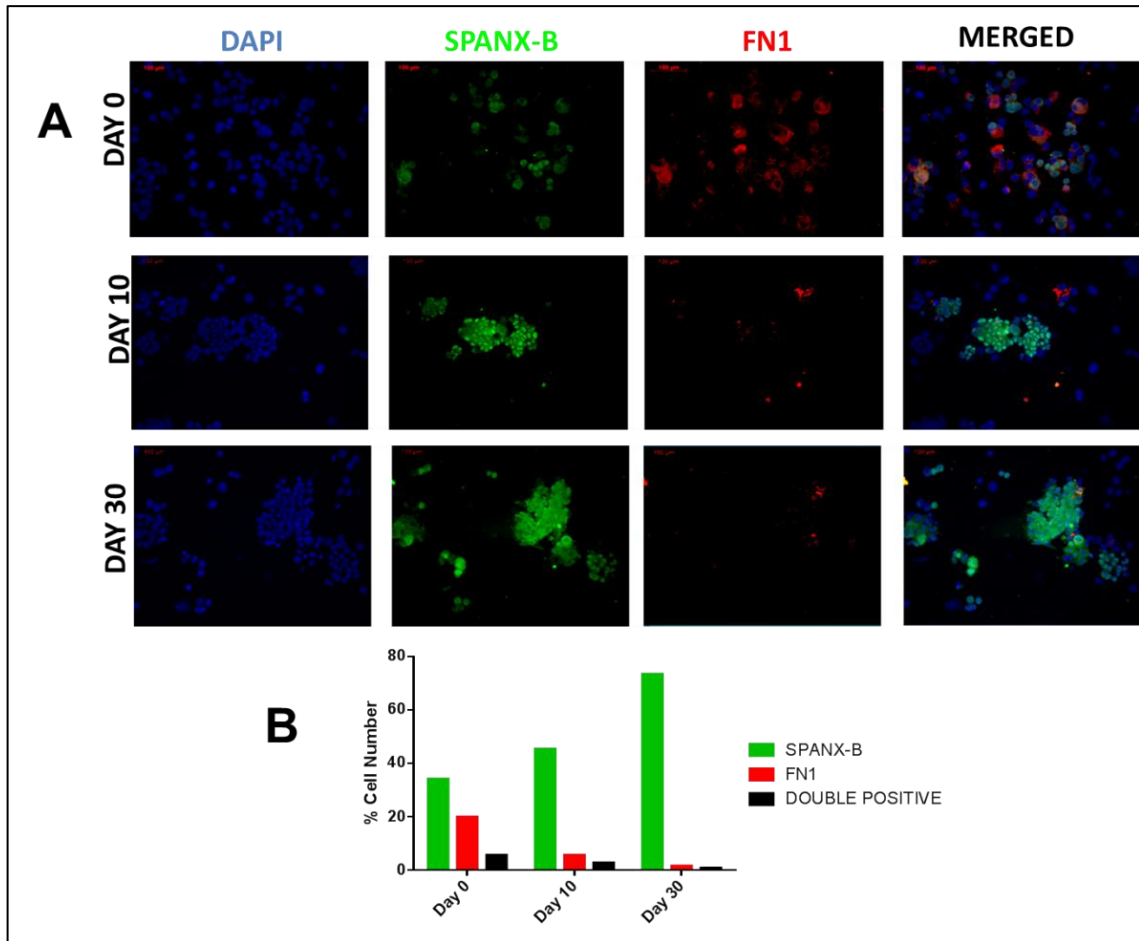 DAPI SPANX-B FN1 MERGED
A
DAY 0
DAY 10
DAY 30
B
80
60
40
20
0
% Cell Number
Day 0 Day 10 Day 30
SPANX-B
FN1
DOUBLE POSITIVE